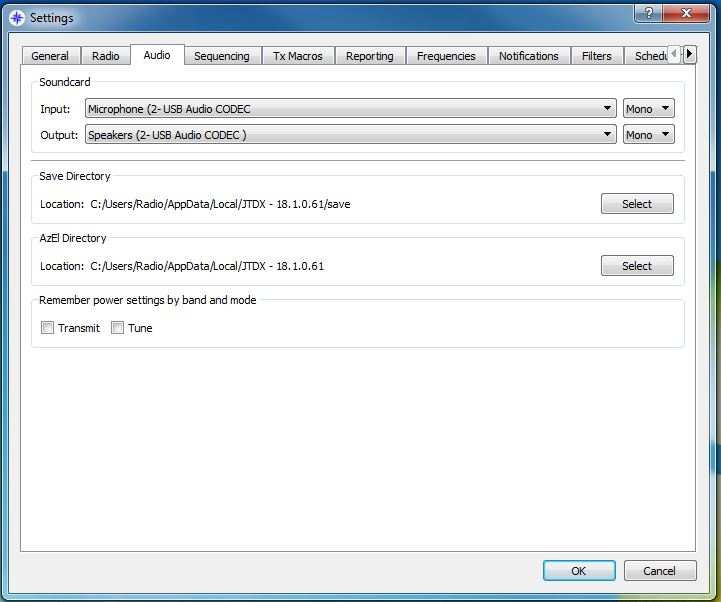 Settings
?
General Radio Audio Sequencing Tx Macros Reporting Frequencies Notifications Filters Schedu
Soundcard
Input: Microphone (2- USB Audio CODEC Mono
Output: Speakers (2- USB Audio CODEC ) Mono
Save Directory
Location: C:/Users/Radio/AppData/Local/JTDX - 18.1.0.61/save Select
AzEl Directory
Location: C:/Users/Radio/AppData/Local/JTDX - 18.1.0.61 Select
Remember power settings by band and mode
Transmit Tune
OK Cancel